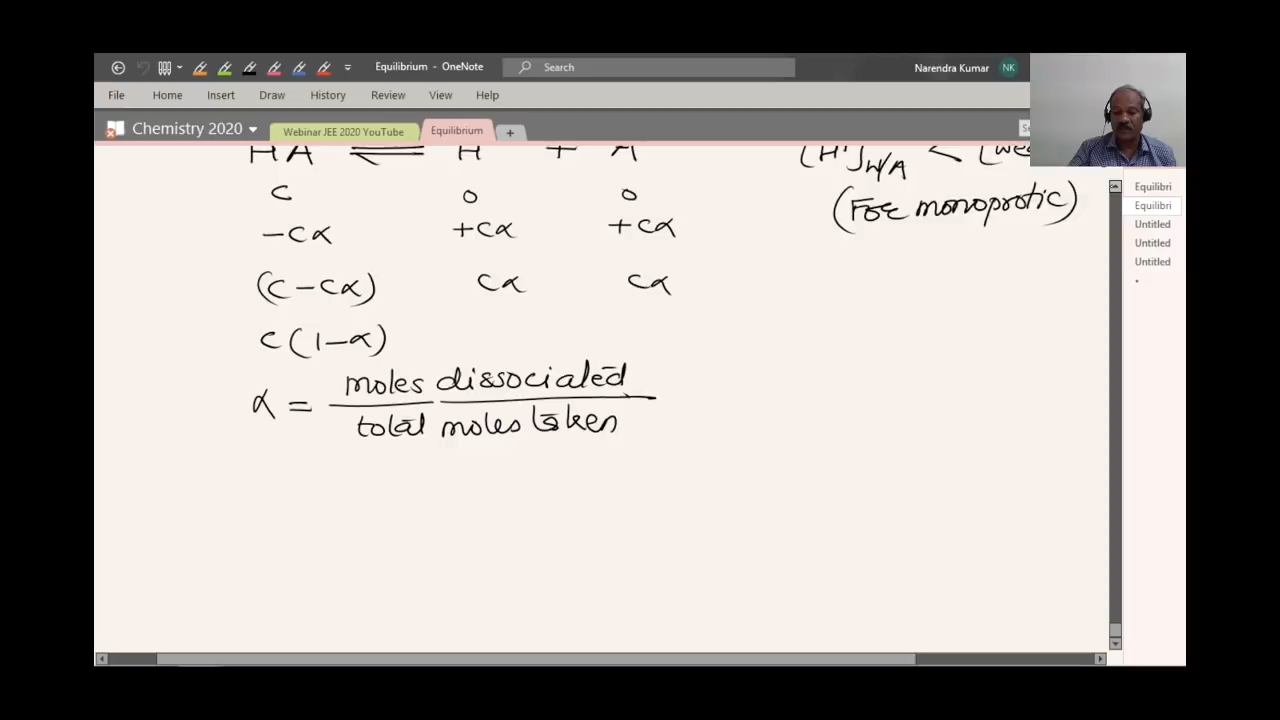 Equilibrium - OneNote
Search
Narendra Kumar NK
File Home Insert Draw History Review View Help
Chemistry 2020
Webinar JEE 2020 YouTube
Equilibrium
+
HA ⇌ H + A
C 0 0
-Cα +Cα +Cα
(C-Cα) Cα Cα
C(1-α)
α = moles dissociated
total moles taken
W/A <
(For monoprotic)
Equilibri
Equilibri
Untitled
Untitled
Untitled